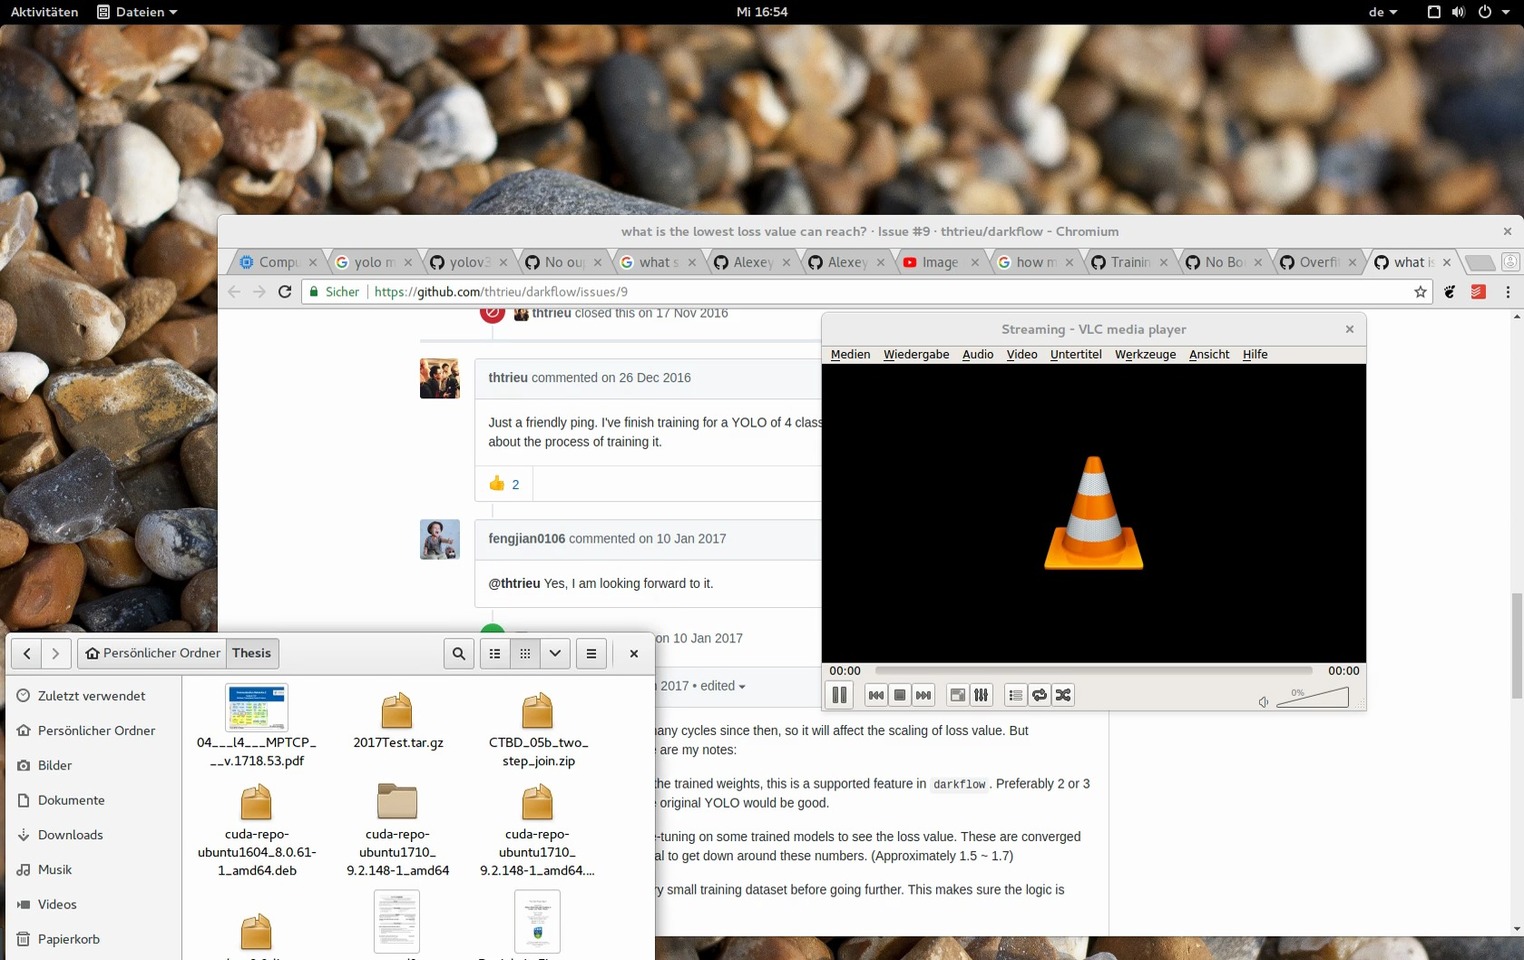 Aktivitäten Dateien Mi 16:54 de
what is the lowest loss value can reach? · Issue #9 · thtrieu/darkflow - Chromium
Compu yolo m yolov3 No ou what s Alexey Alexey Image how m Trainin No Bo Overfi what is
Sicher https://github.com/thtrieu/darkflow/issues/9
thtrieu closed this on 17 Nov 2016
thtrieu commented on 26 Dec 2016
Just a friendly ping. I've finish training for a YOLO of 4 class
about the process of training it.
2
fengjian0106 commented on 10 Jan 2017
@thtrieu Yes, I am looking forward to it.
on 10 Jan 2017
2017 • edited
any cycles since then, so it will affect the scaling of loss value. But
are my notes:
the trained weights, this is a supported feature in darkflow. Preferably 2 or 3
original YOLO would be good.
-tuning on some trained models to see the loss value. These are converged
al to get down around these numbers. (Approximately 1.5 ~ 1.7)
ry small training dataset before going further. This makes sure the logic is
Streaming - VLC media player
Medien Wiedergabe Audio Video Untertitel Werkzeuge Ansicht Hilfe
00:00 00:00
0%
Persönlicher Ordner Thesis
Zuletzt verwendet
Persönlicher Ordner
Bilder
Dokumente
Downloads
Musik
Videos
Papierkorb
04___l4___MPTCP_
__v.1718.53.pdf
2017Test.tar.gz
CTBD_05b_two_
step_join.zip
cuda-repo-
ubuntu1604_8.0.61-
1_amd64.deb
cuda-repo-
ubuntu1710_
9.2.148-1_amd64
cuda-repo-
ubuntu1710_
9.2.148-1_amd64....